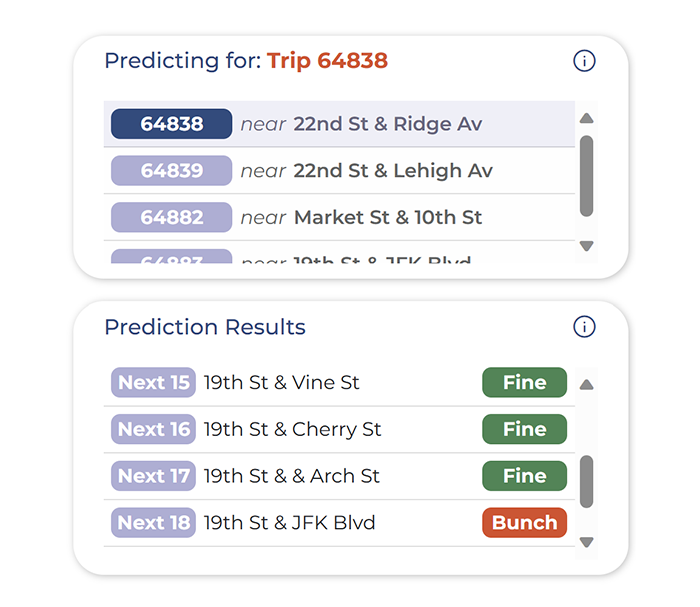 Predicting for: Trip 64838
64838 near 22nd St & Ridge Av
64839 near 22nd St & Lehigh Av
64882 near Market St & 10th St
64883 near 19th St & JFK Blvd
Prediction Results
Next 15 19th St & Vine St Fine
Next 16 19th St & Cherry St Fine
Next 17 19th St & & Arch St Fine
Next 18 19th St & JFK Blvd Bunch